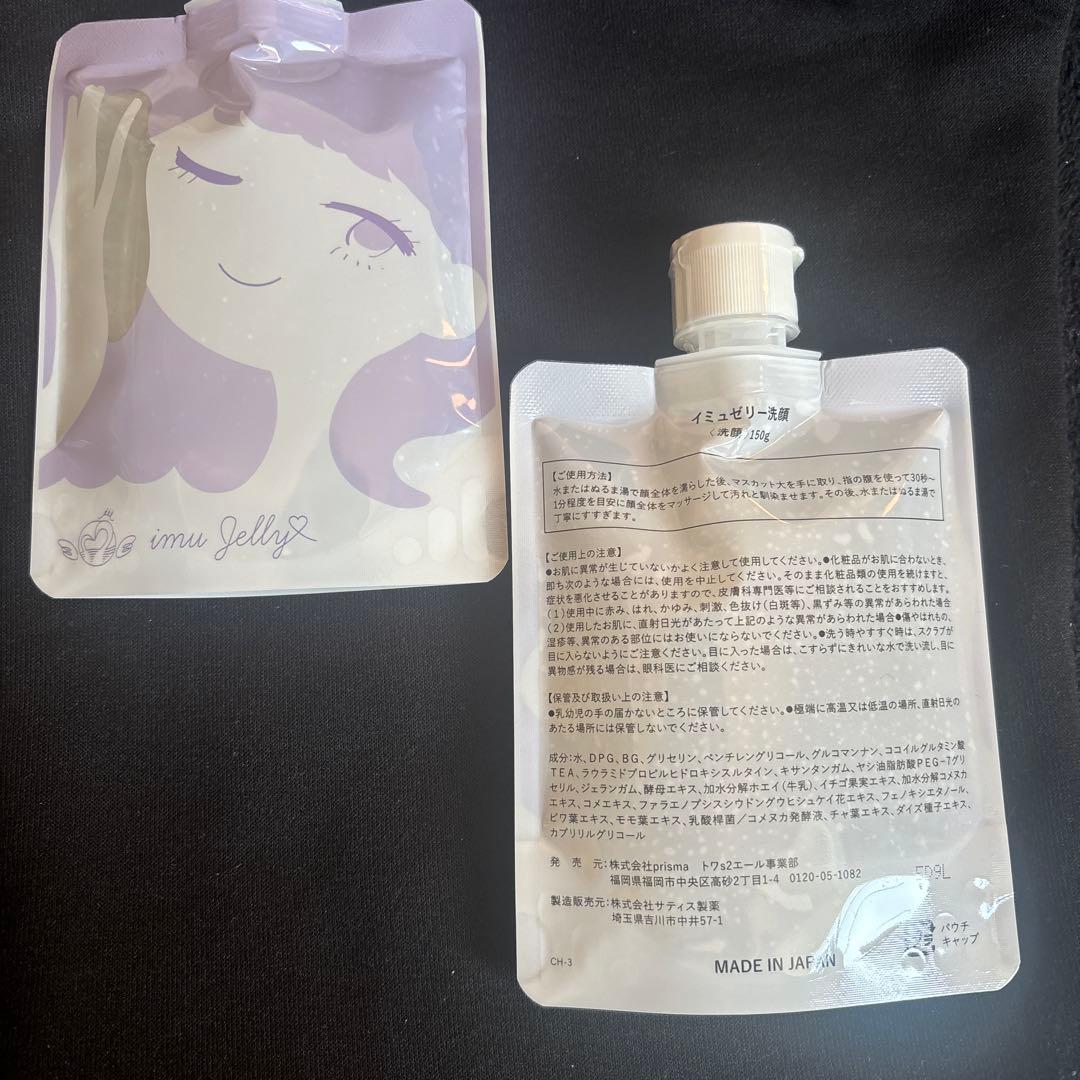 imu Jelly
イミュゼリー洗顔
〈洗顔〉150g
【ご使用方法】
水またはぬるま湯で顔全体を濡らした後、マスカット大を手に取り、指の腹を使って30秒〜
1分程度を目安に顔全体をマッサージして汚れと馴染ませます。その後、水またはぬるま湯で
丁寧にすすぎます。
【ご使用上の注意】
●お肌に異常が生じていないかよく注意して使用してください。●化粧品がお肌に合わないとき、
即ち次のような場合には、使用を中止してください。そのまま化粧品類の使用を続けますと、
症状を悪化させることがありますので、皮膚科専門医等にご相談されることをおすすめします。
(1)使用中に赤み、はれ、かゆみ、刺激、色抜け(白斑等)、黒ずみ等の異常があらわれた場合
(2)使用したお肌に、直射日光があたって上記のような異常があらわれた場合●傷やはれもの、
湿疹等、異常のある部位にはお使いにならないでください。●洗う時やすすぐ時は、スクラブが
目に入らないようにご注意ください。目に入った場合は、こすらずにきれいな水で洗い流し、目に
異物感が残る場合は、眼科医にご相談ください。
【保管及び取扱い上の注意】
●乳幼児の手の届かないところに保管してください。●極端に高温又は低温の場所、直射日光の
あたる場所には保管しないでください。
成分:水、DPG、BG、グリセリン、ペンチレングリコール、グルコマンナン、ココイルグルタミン酸
TEA、ラウラミドプロピルヒドロキシスルタイン、キサンタンガム、ヤシ油脂肪酸PEG-7グリ
セリル、ジェランガム、酵母エキス、加水分解ホエイ(牛乳)、イチゴ果実エキス、加水分解コメヌカ
エキス、コメエキス、ファラエノプシスシウドングウヒシュケイ花エキス、フェノキシエタノール、
ビワ葉エキス、モモ葉エキス、乳酸桿菌/コメヌカ発酵液、チャ葉エキス、ダイズ種子エキス、
カプリリルグリコール
発売元:株式会社prisma トワs2エール事業部
福岡県福岡市中央区高砂2丁目1-4 0120-05-1082
製造販売元:株式会社サティス製薬
埼玉県吉川市中井57-1
パウチ
キャップ
CH-3
MADE IN JAPAN